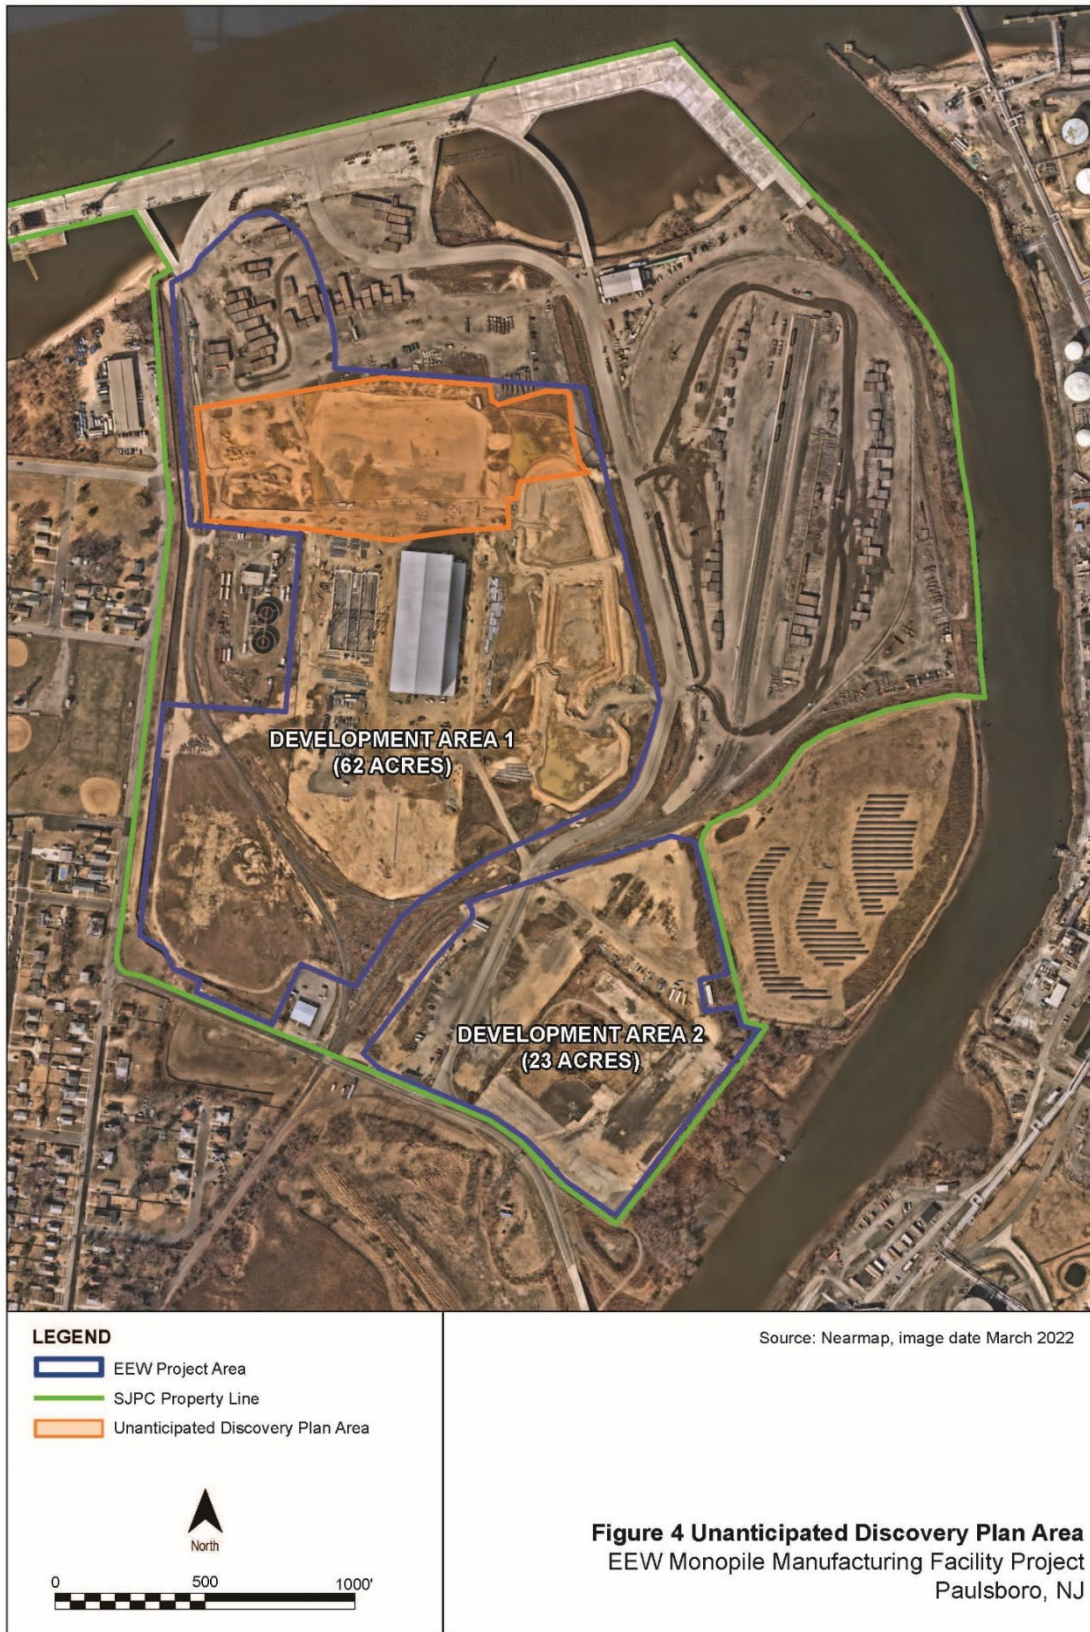 DEVELOPMENT AREA 1
(62 ACRES)
DEVELOPMENT AREA 2
(23 ACRES)
LEGEND
EEW Project Area
SJPC Property Line
Unanticipated Discovery Plan Area
North
0 500 1000'
Source: Nearmap, image date March 2022
Figure 4 Unanticipated Discovery Plan Area
EEW Monopile Manufacturing Facility Project
Paulsboro, NJ